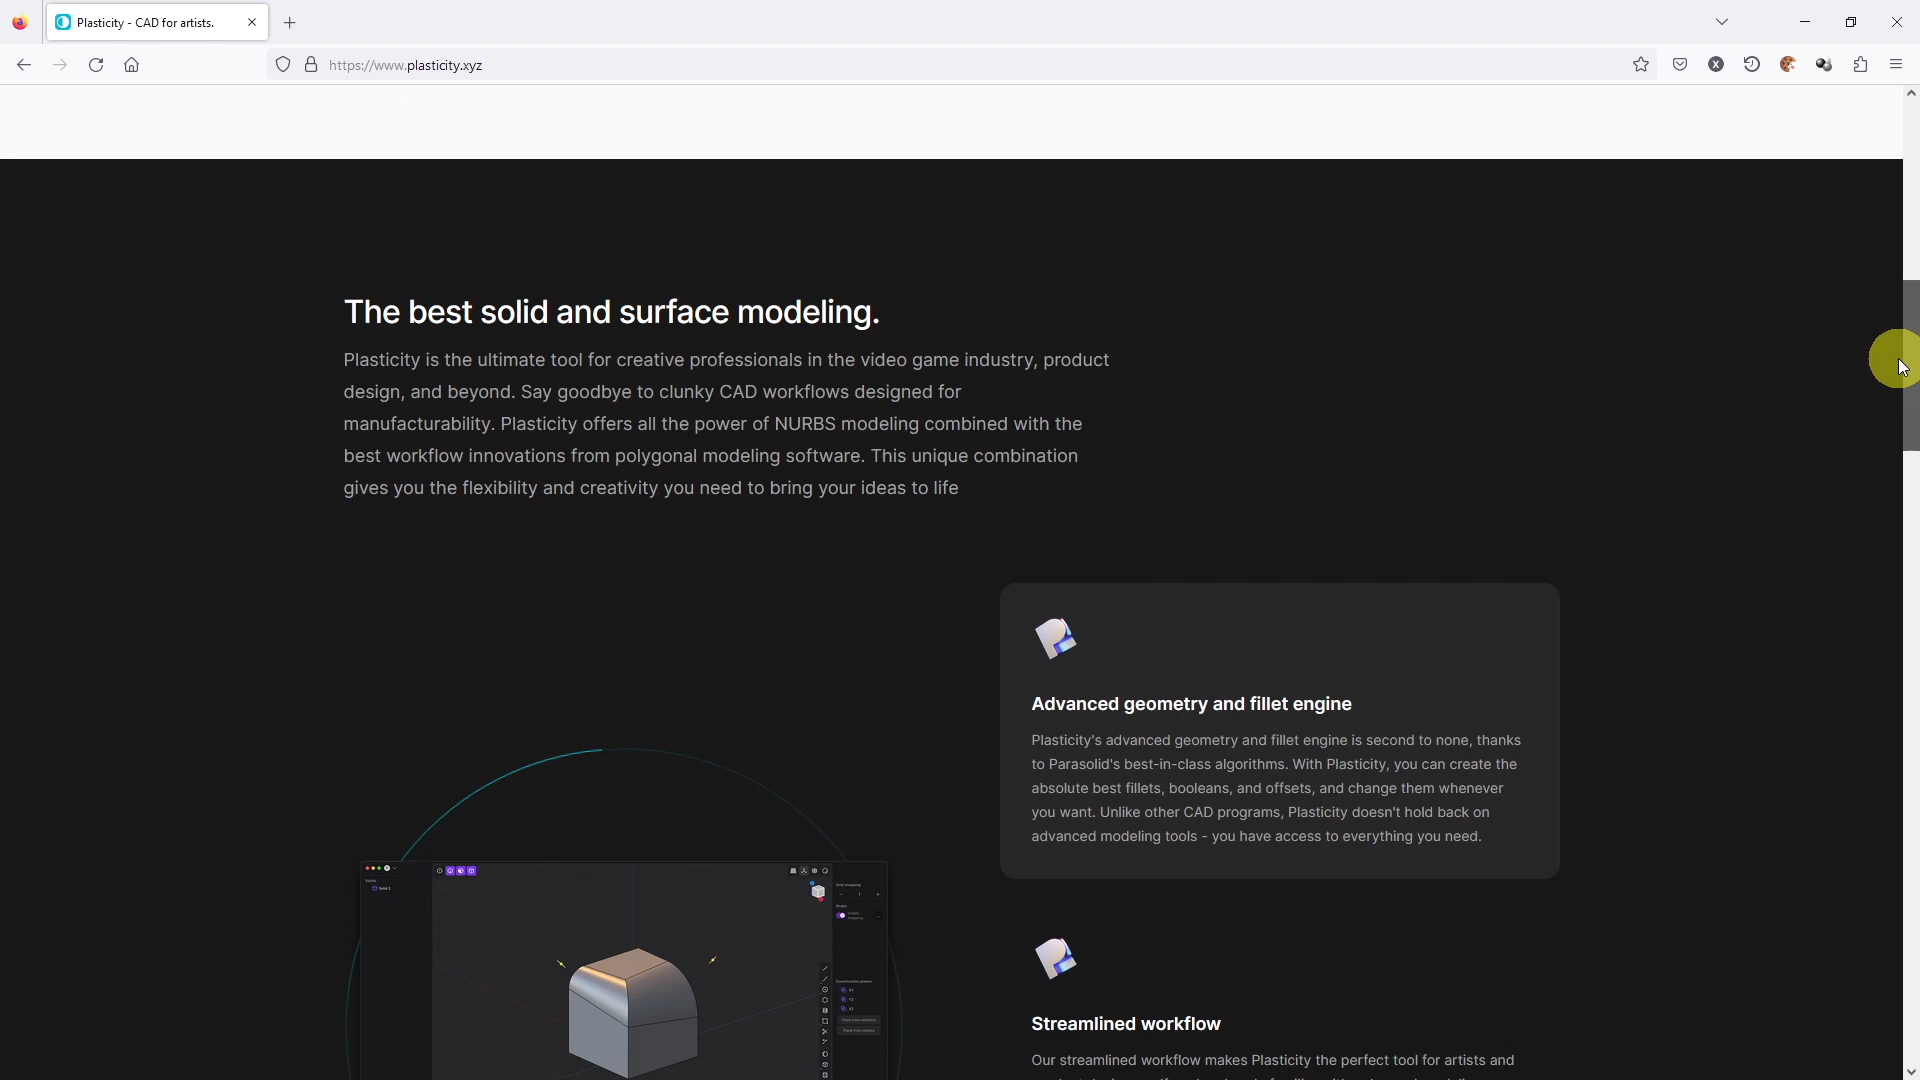 Plasticity - CAD for artists.
https://www.plasticity.xyz
The best solid and surface modeling.
Plasticity is the ultimate tool for creative professionals in the video game industry, product
design, and beyond. Say goodbye to clunky CAD workflows designed for
manufacturability. Plasticity offers all the power of NURBS modeling combined with the
best workflow innovations from polygonal modeling software. This unique combination
gives you the flexibility and creativity you need to bring your ideas to life
Advanced geometry and fillet engine
Plasticity's advanced geometry and fillet engine is second to none, thanks
to Parasolid's best-in-class algorithms. With Plasticity, you can create the
absolute best fillets, booleans, and offsets, and change them whenever
you want. Unlike other CAD programs, Plasticity doesn't hold back on
advanced modeling tools - you have access to everything you need.
Streamlined workflow
Our streamlined workflow makes Plasticity the perfect tool for artists and